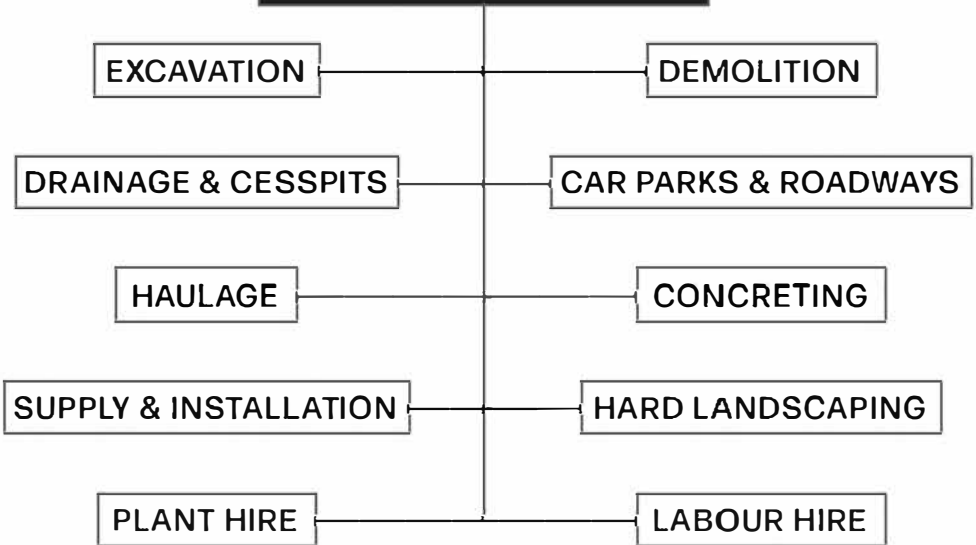 EXCAVATION
DEMOLITION
DRAINAGE & CESSPITS
CAR PARKS & ROADWAYS
HAULAGE
CONCRETING
SUPPLY & INSTALLATION
HARD LANDSCAPING
PLANT HIRE
LABOUR HIRE